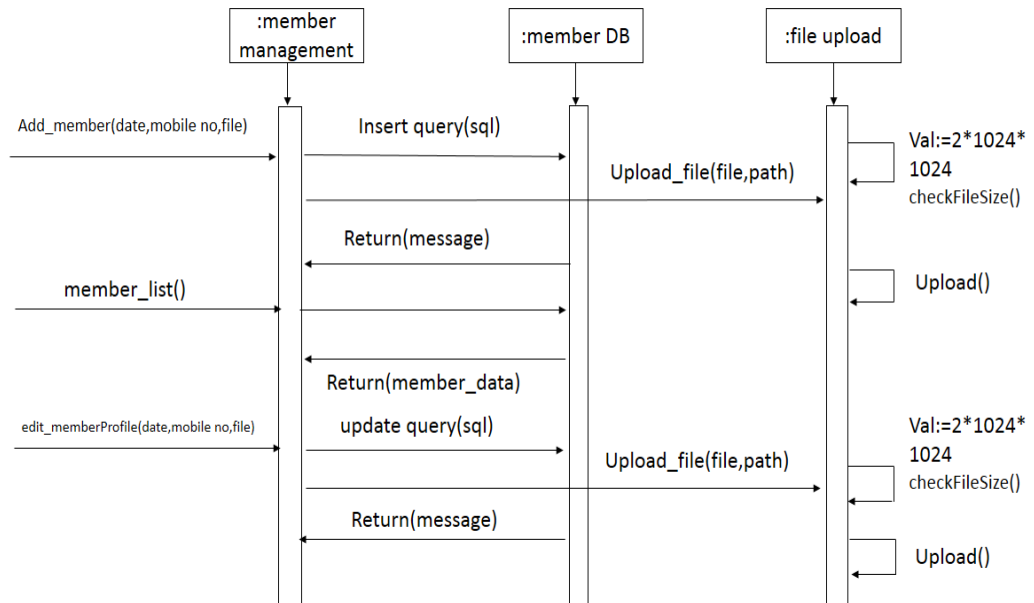 :member
management
:member DB
:file upload
Add_member(date,mobile no,file)
Insert query(sql)
Val:=2*1024*
1024
checkFileSize()
Upload_file(file,path)
Return(message)
member_list()
Upload()
Return(member_data)
edit_memberProfile(date,mobile no,file)
update query(sql)
Val:=2*1024*
1024
checkFileSize()
Upload_file(file,path)
Return(message)
Upload()